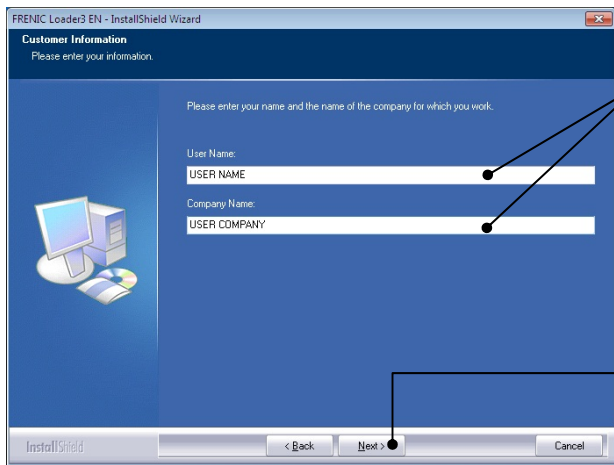 FRENIC Loader3 EN - InstallShield Wizard
Customer Information
Please enter your information.
Please enter your name and the name of the company for which you work.
User Name:
USER NAME
Company Name:
USER COMPANY
InstallShield
< Back
Next >
Cancel